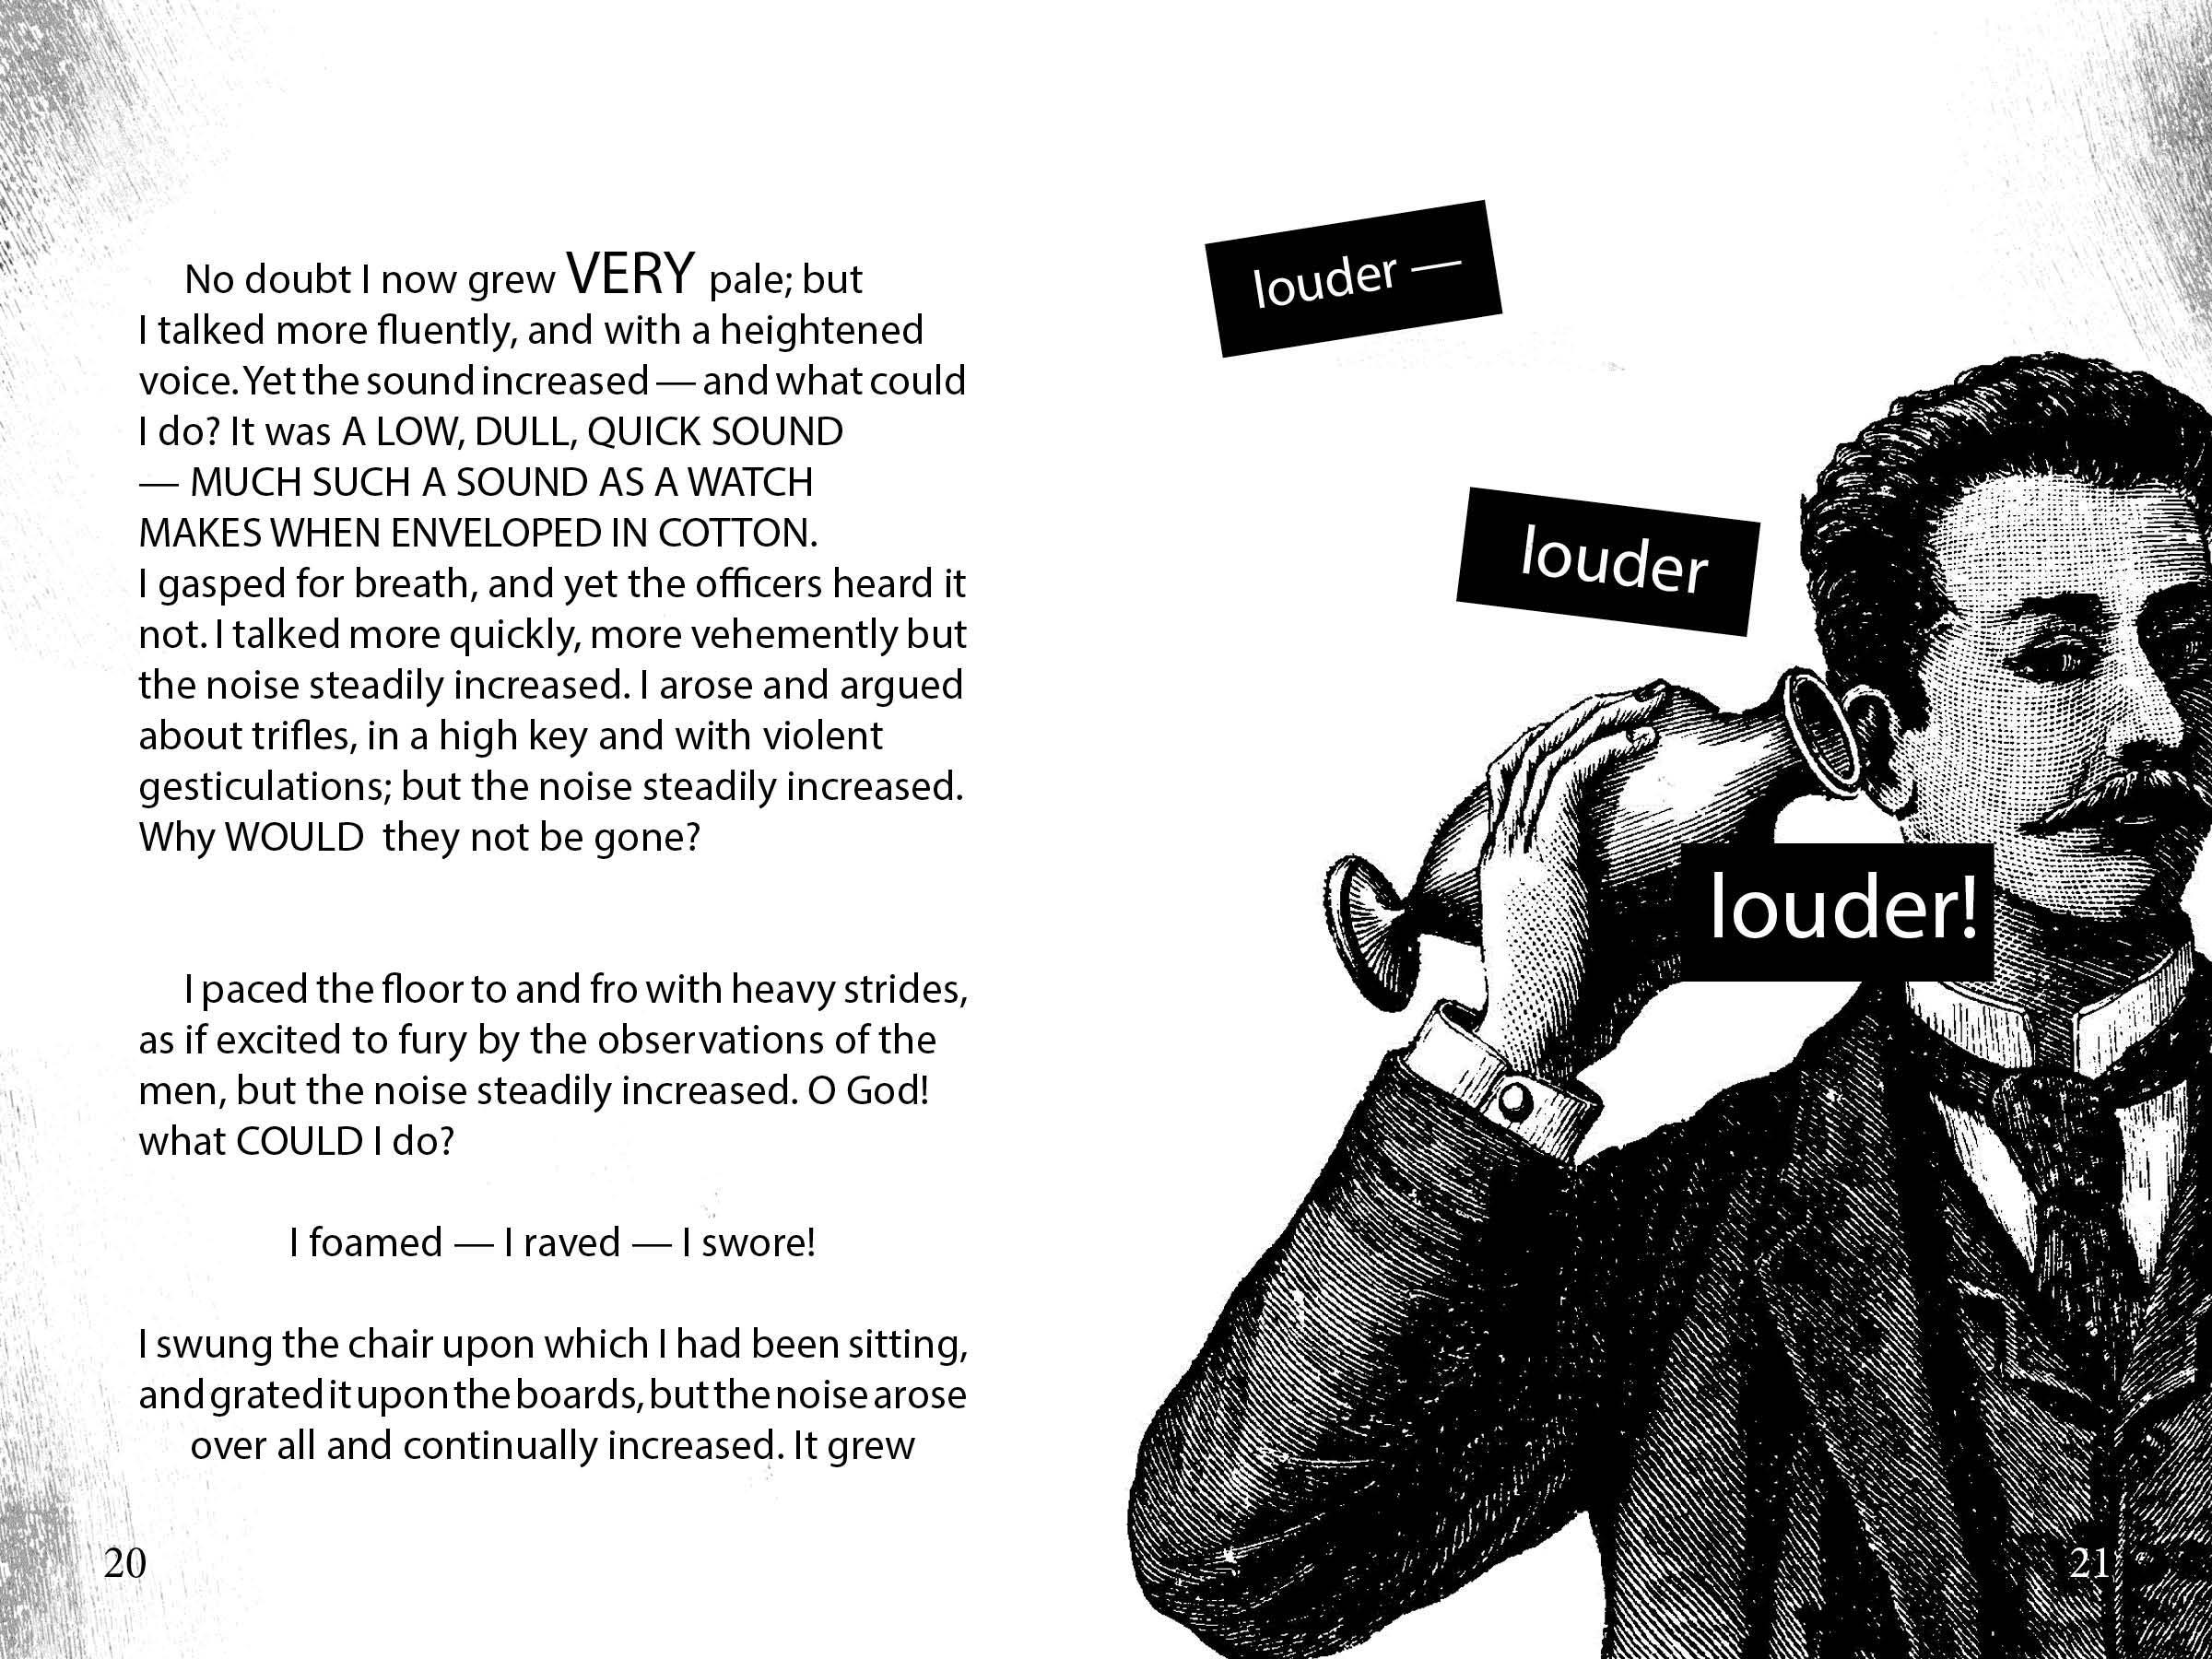 No doubt I now grew VERY pale; but
I talked more fluently, and with a heightened
voice. Yet the sound increased — and what could
I do? It was A LOW, DULL, QUICK SOUND
— MUCH SUCH A SOUND AS A WATCH
MAKES WHEN ENVELOPED IN COTTON.
I gasped for breath, and yet the officers heard it
not. I talked more quickly, more vehemently but
the noise steadily increased. I arose and argued
about trifles, in a high key and with violent
gesticulations; but the noise steadily increased.
Why WOULD they not be gone?
I paced the floor to and fro with heavy strides,
as if excited to fury by the observations of the
men, but the noise steadily increased. O God!
what COULD I do?
I foamed — I raved — I swore!
I swung the chair upon which I had been sitting,
and grated it upon the boards, but the noise arose
over all and continually increased. It grew
20
louder —
louder
louder!
21